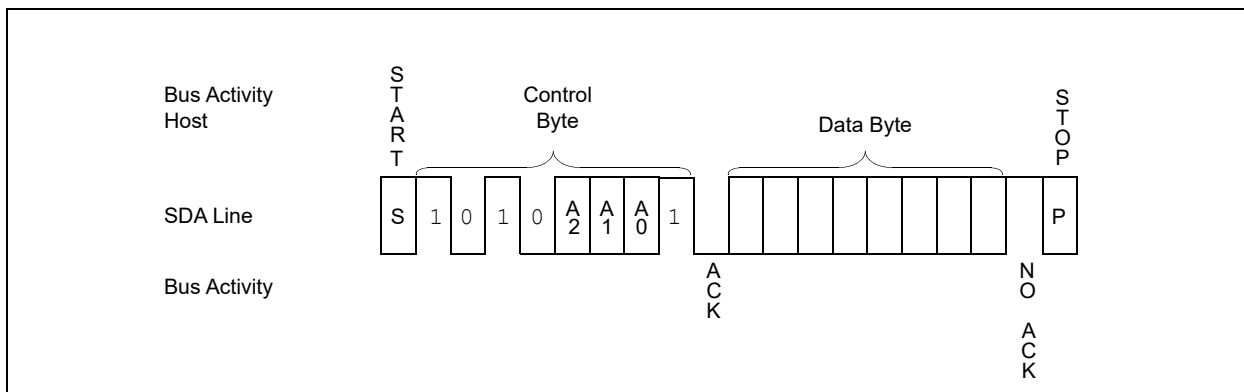 Bus Activity
Host
START
Control
Byte
Data Byte
STOP
SDA Line
S 1 0 1 0 A2 A1 A0 1 P
Bus Activity
ACK
NO ACK